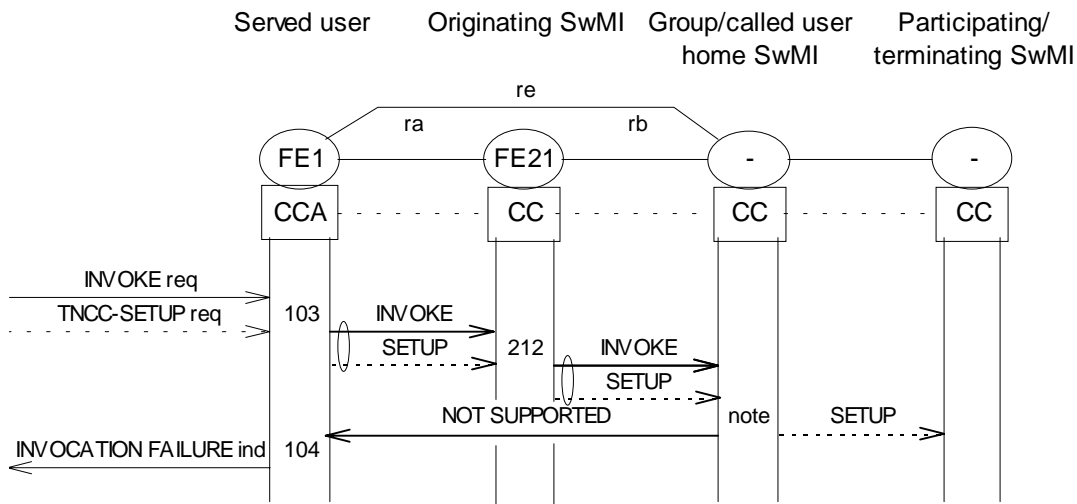 Served user
Originating SwMI
Group/called user
home SwMI
Participating/
terminating SwMI
re
ra
rb
FE1
FE21
-
-
CCA
CC
CC
CC
INVOKE req
TNCC-SETUP req
103
INVOKE
SETUP
212
INVOKE
SETUP
NOT SUPPORTED
note
SETUP
INVOCATION FAILURE ind
104